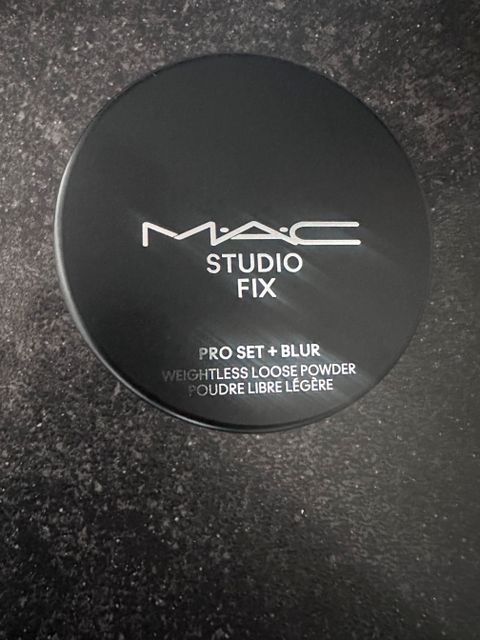 M·A·C
STUDIO
FIX
PRO SET + BLUR
WEIGHTLESS LOOSE POWDER
POUDRE LIBRE LÉGÈRE